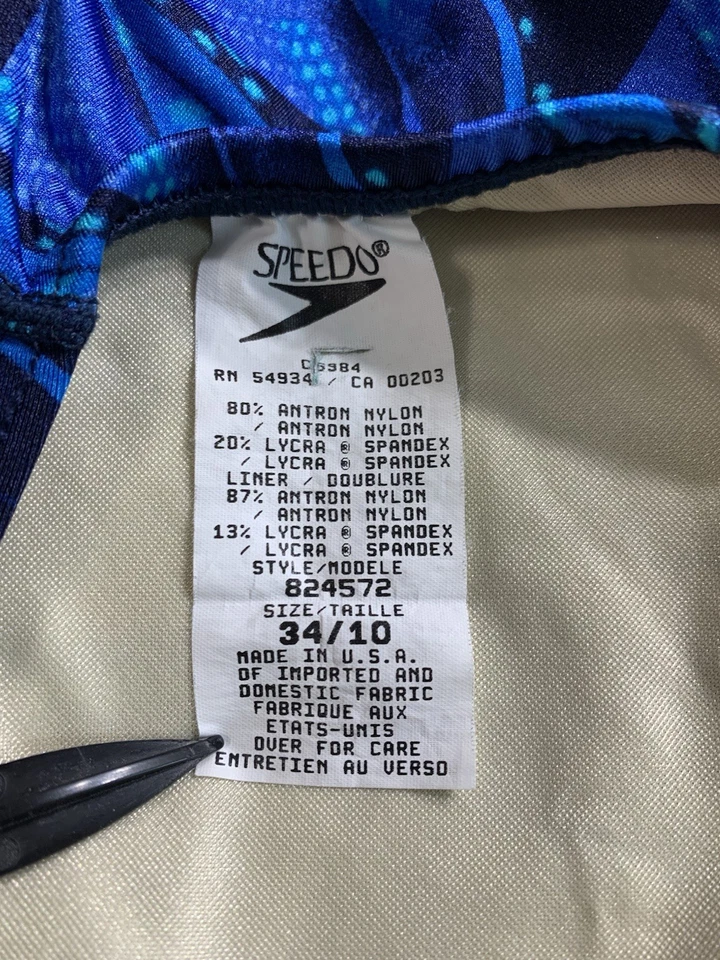 SPEEDO®
C5984
RN 54934 / CA 00203
80% ANTRON NYLON
/ ANTRON NYLON
20% LYCRA ® SPANDEX
/ LYCRA ® SPANDEX
LINER / DOUBLURE
87% ANTRON NYLON
/ ANTRON NYLON
13% LYCRA ® SPANDEX
/ LYCRA ® SPANDEX
STYLE/MODELE
824572
SIZE/TAILLE
34/10
MADE IN U.S.A.
OF IMPORTED AND
DOMESTIC FABRIC
FABRIQUE AUX
ETATS-UNIS
OVER FOR CARE
ENTRETIEN AU VERSO